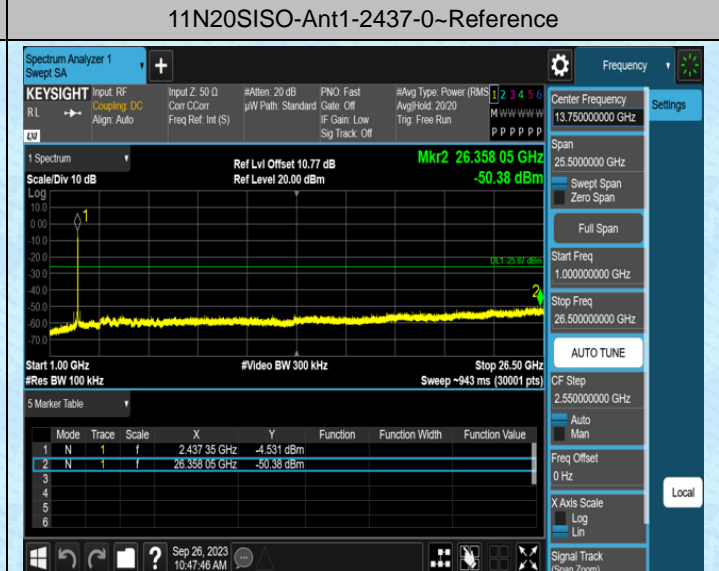 11N20SISO-Ant1-2437-0~Reference
Spectrum Analyzer 1
Swept SA
Frequency
KEYSIGHT
RL
Input: RF
Coupling: DC
Align: Auto
Input Z: 50 Ω
Corr CCorr
Freq Ref: Int (S)
#Atten: 20 dB
µW Path: Standard
PNO: Fast
Gate: Off
IF Gain: Low
Sig Track: Off
#Avg Type: Power (RMS
Avg|Hold: 20/20
Trig: Free Run
1 2 3 4 5 6
M W W W W W
P P P P P P
Center Frequency
13.750000000 GHz
Settings
1 Spectrum
Scale/Div 10 dB
Ref Lvl Offset 10.77 dB
Ref Level 20.00 dBm
Mkr2 26.358 05 GHz
-50.38 dBm
Span
25.5000000 GHz
Swept Span
Zero Span
Full Span
Log
10.0
0.00
-10.0
-20.0
-30.0
-40.0
-50.0
-60.0
-70.0
1
DL1 -25.87 dBm
2
Start Freq
1.000000000 GHz
Stop Freq
26.500000000 GHz
AUTO TUNE
Start 1.00 GHz
#Res BW 100 kHz
#Video BW 300 kHz
Stop 26.50 GHz
Sweep ~943 ms (30001 pts)
CF Step
2.550000000 GHz
Auto
Man
5 Marker Table
Mode Trace Scale X Y Function Function Width Function Value
1 N 1 f 2.437 35 GHz -4.531 dBm
2 N 1 f 26.358 05 GHz -50.38 dBm
3
4
5
6
Freq Offset
0 Hz
X Axis Scale
Log
Lin
Local
Signal Track
(Span Zoom)
Sep 26, 2023
10:47:46 AM